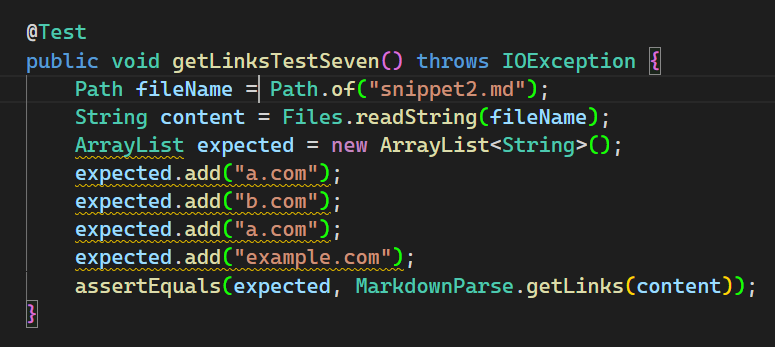 @Test
public void getLinksTestSeven() throws IOException {
    Path fileName = Path.of("snippet2.md");
    String content = Files.readString(fileName);
    ArrayList expected = new ArrayList<String>();
    expected.add("a.com");
    expected.add("b.com");
    expected.add("a.com");
    expected.add("example.com");
    assertEquals(expected, MarkdownParse.getLinks(content));
}